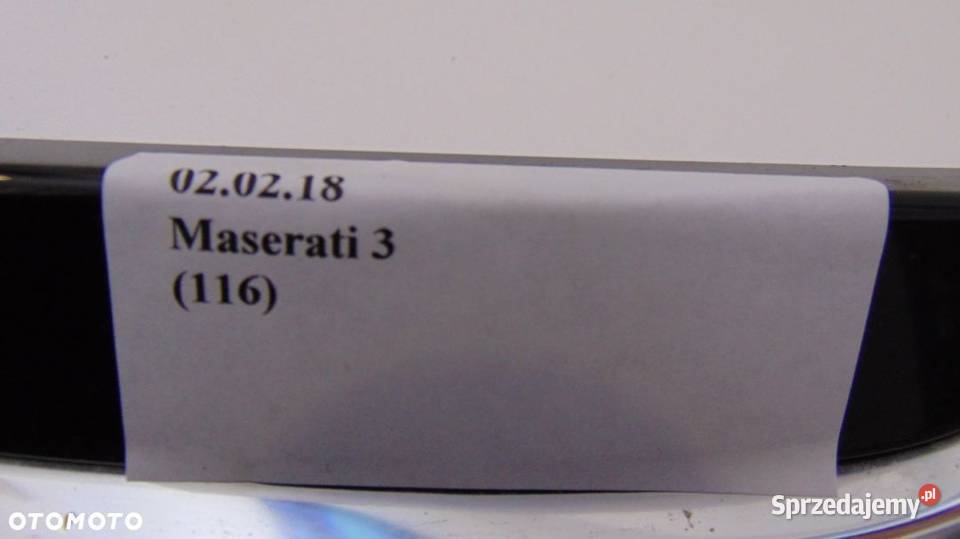 02.02.18
Maserati 3
(116)
OTOMOTO
Sprzedajemy.pl